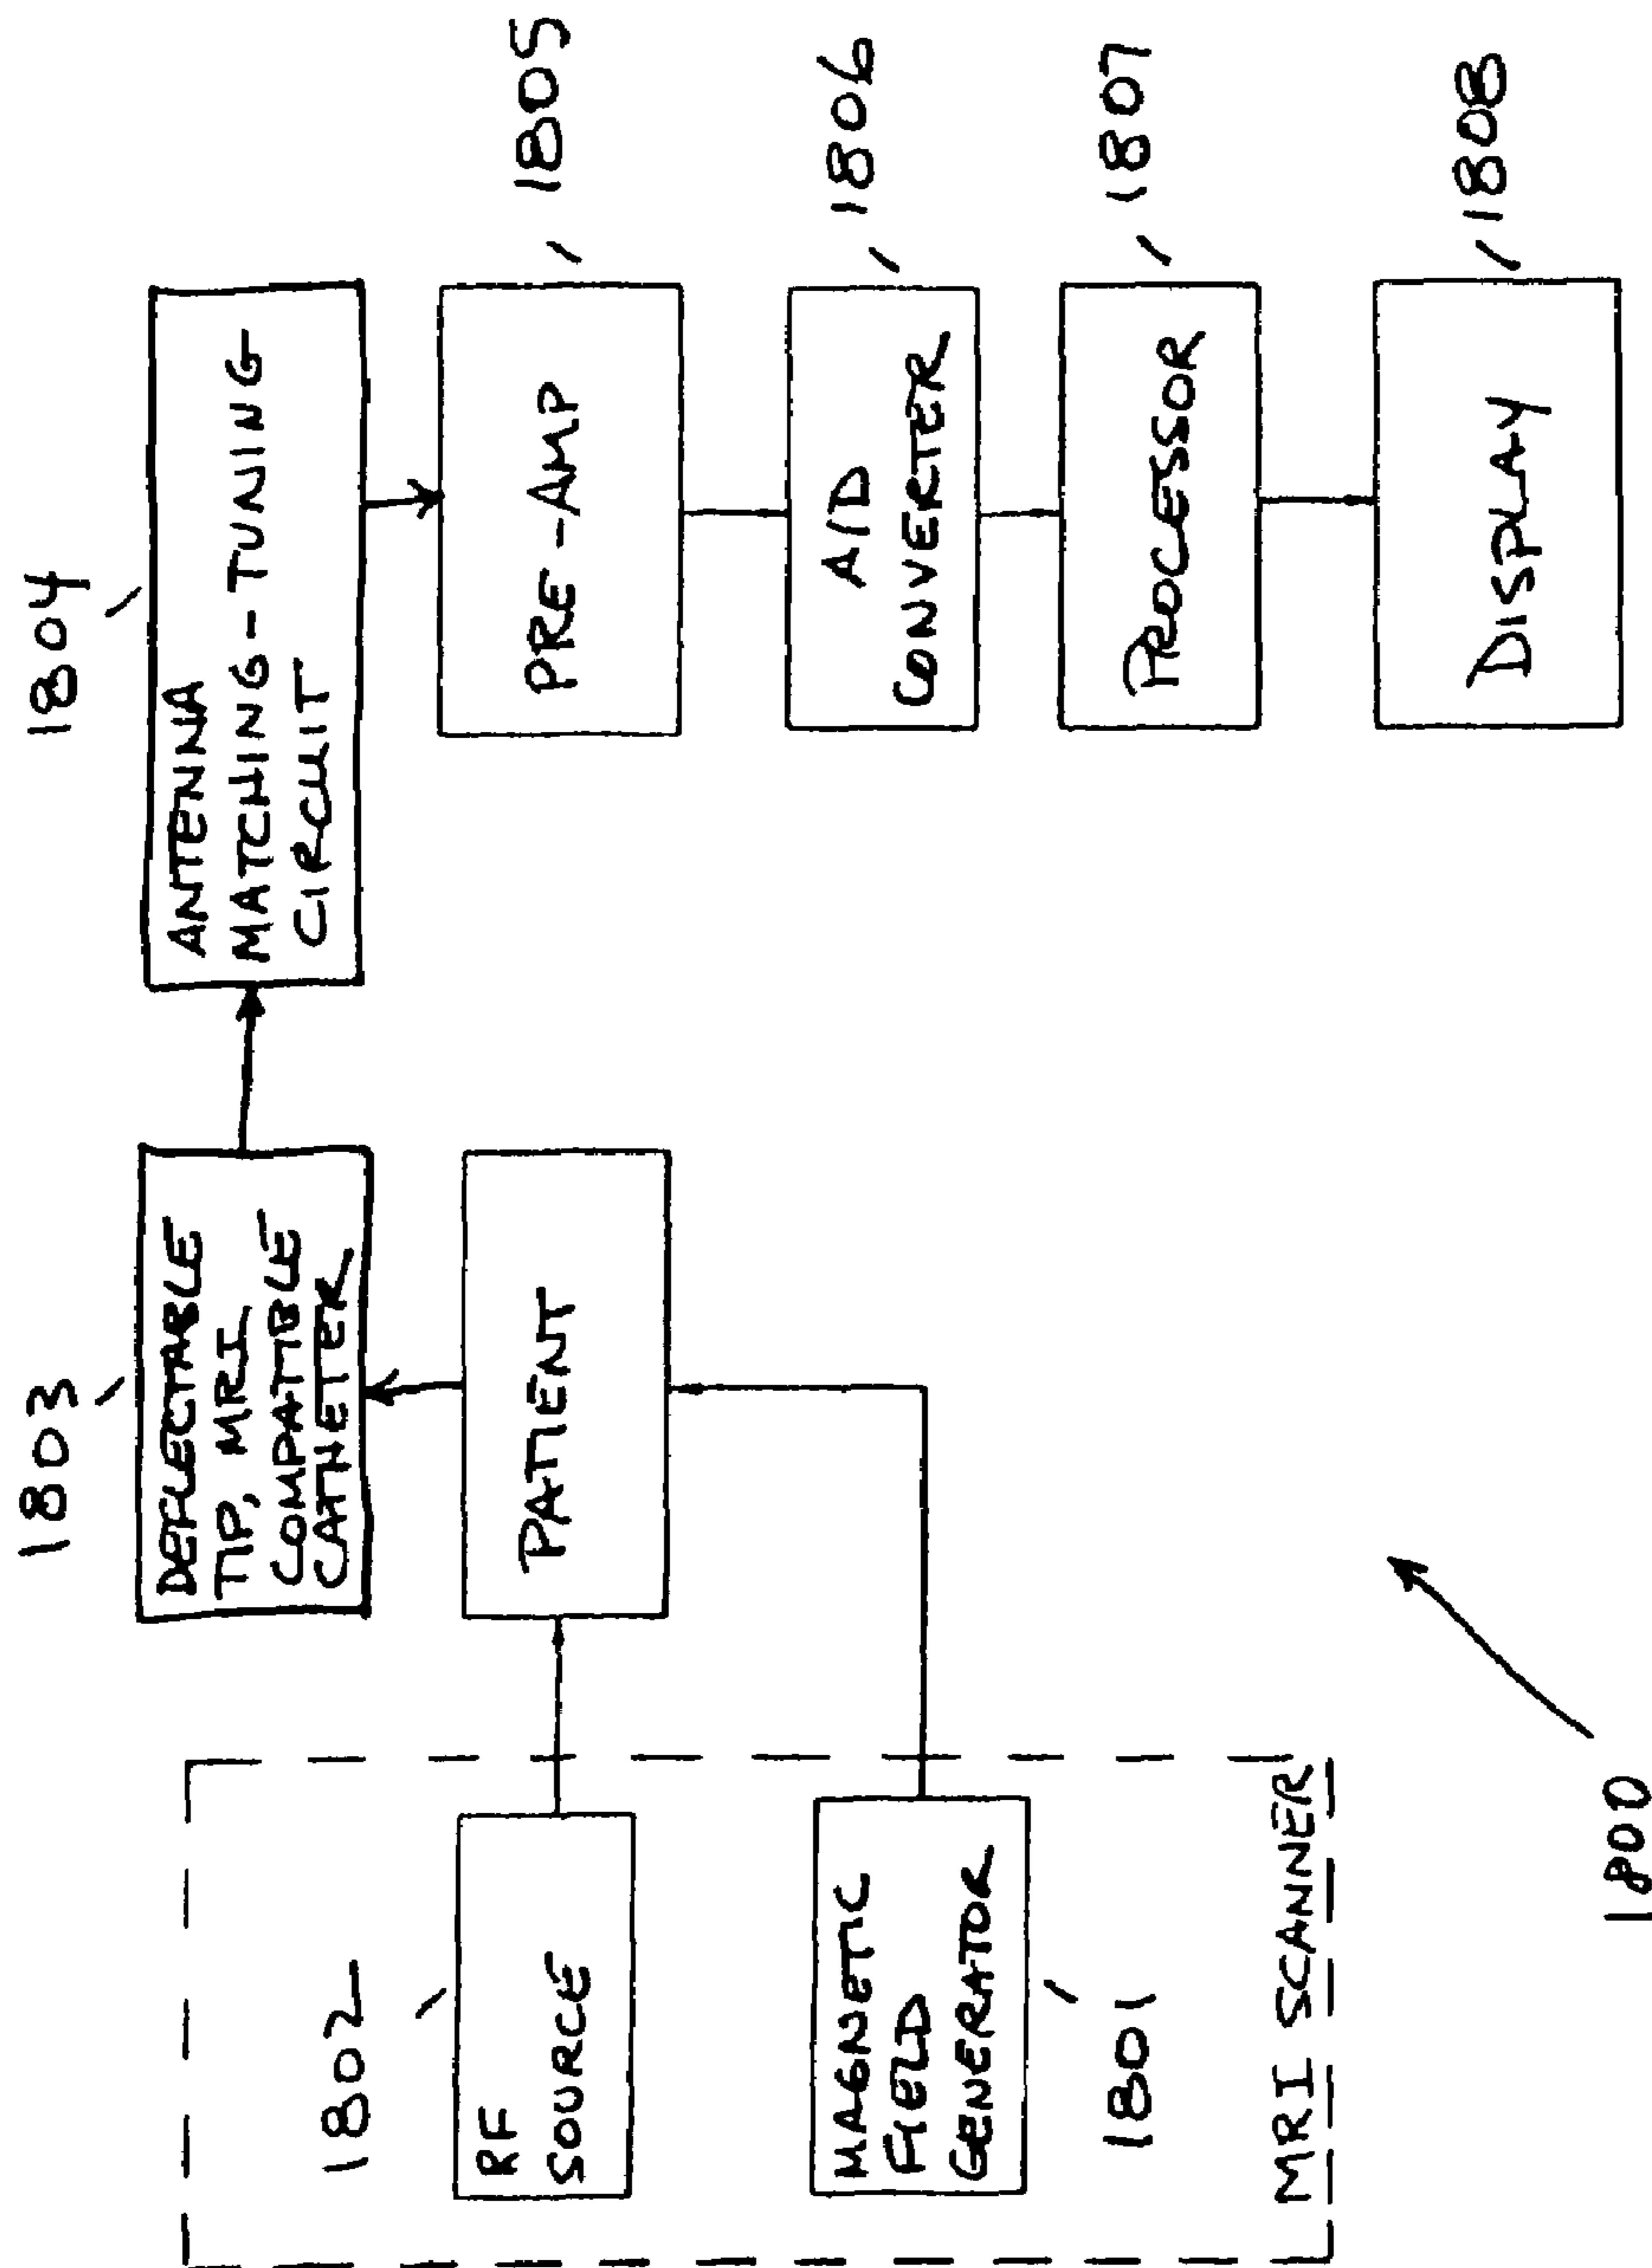 1803
DEFLECTABLE
TIP, MRI
COMPATIBLE
CATHETER
1804
ANTENNA
MATCHING-TUNING
CIRCUIT
1802
RF
SOURCE
PATIENT
PRE-AMP
1805
MAGNETIC
FIELD
GENERATOR
1801
A/D
CONVERTER
1806
PROCESSOR
1807
MRI SCANNER
DISPLAY
1808
1800